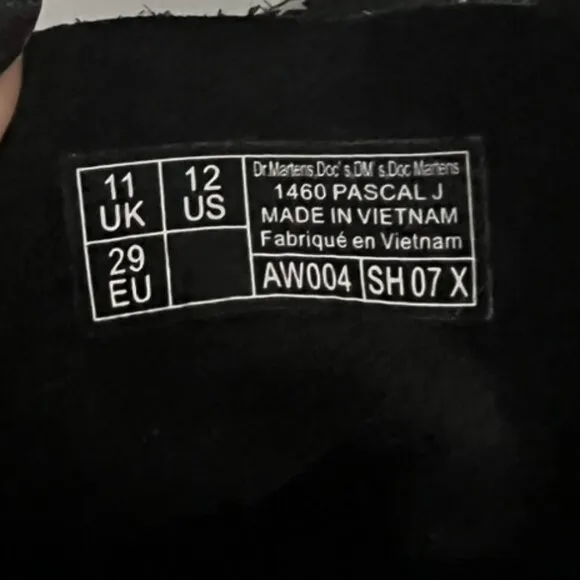 11 UK
12 US
29 EU
Dr.Martens.Doc's.DM's.Doc Martens
1460 PASCAL J
MADE IN VIETNAM
Fabriqué en Vietnam
AW004
SH 07 X